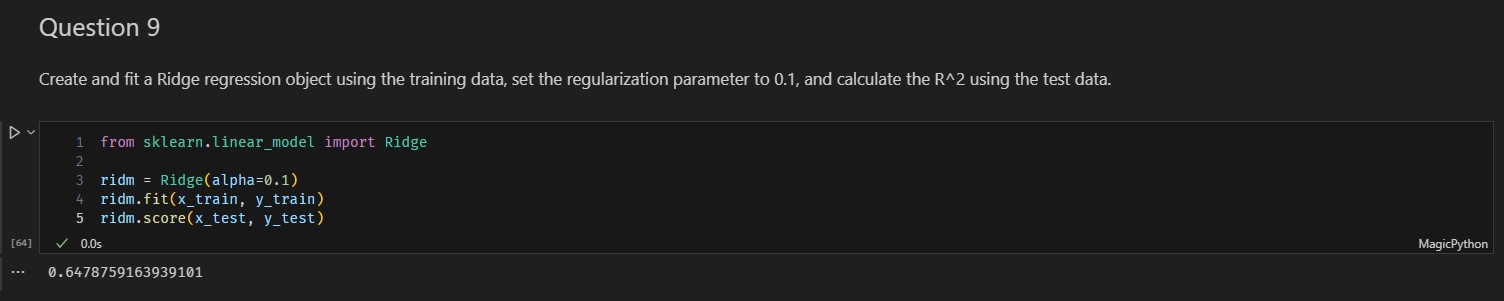 Question 9
Create and fit a Ridge regression object using the training data, set the regularization parameter to 0.1, and calculate the R^2 using the test data.
1 from sklearn.linear_model import Ridge
2
3 ridm = Ridge(alpha=0.1)
4 ridm.fit(x_train, y_train)
5 ridm.score(x_test, y_test)
[64] ✓ 0.0s MagicPython
... 0.6478759163939101